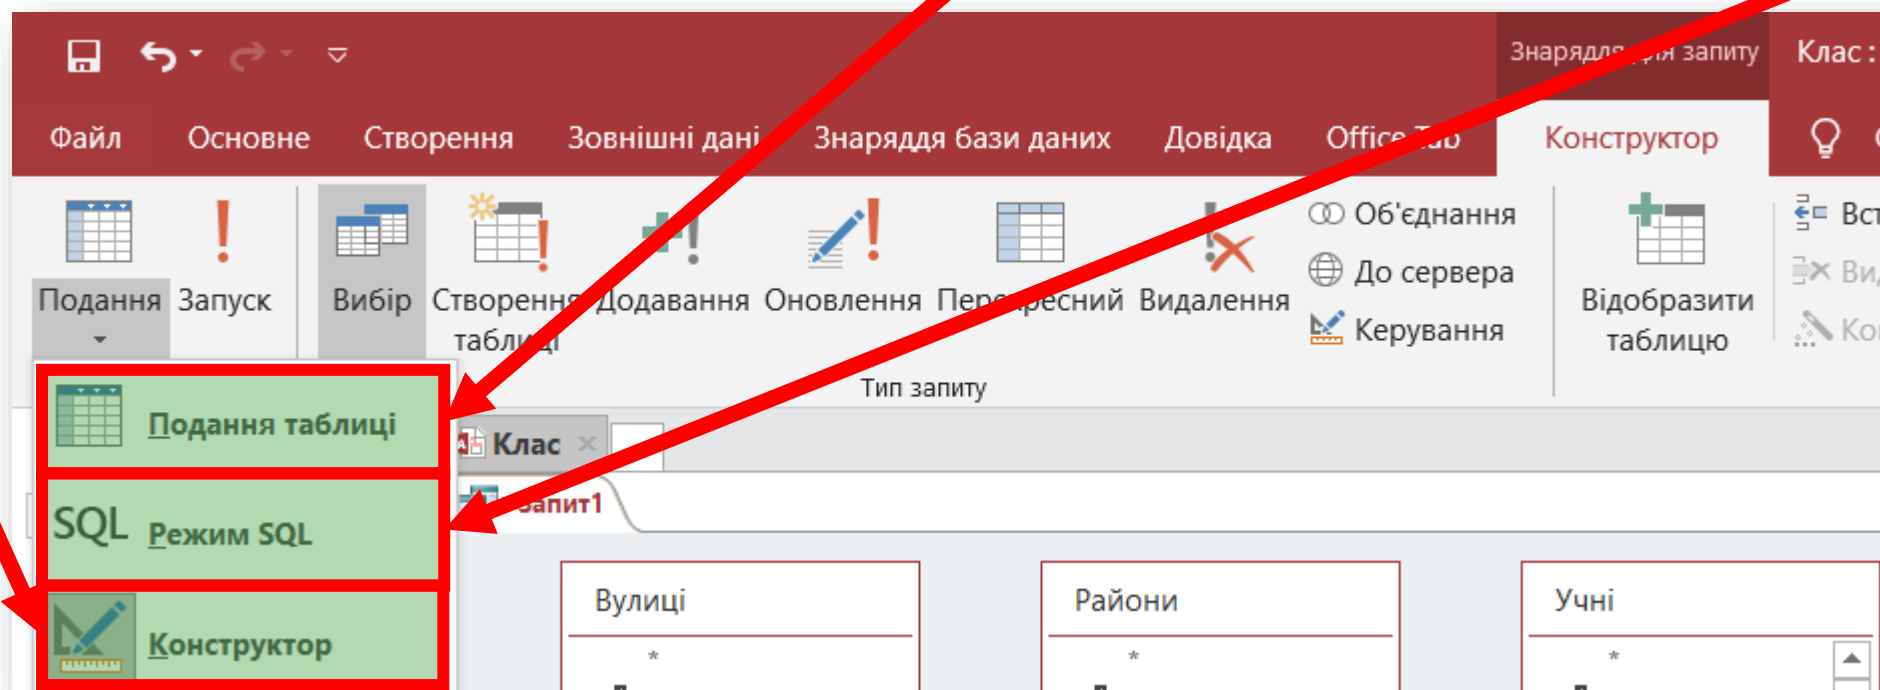 Знаряддя для запиту
Клас :
Файл
Основне
Створення
Зовнішні дані
Знаряддя бази даних
Довідка
Office Tab
Конструктор
Подання
Запуск
Вибір
Створення таблиці
Додавання
Оновлення
Перехресний
Видалення
Об'єднання
До сервера
Керування
Відобразити таблицю
Тип запиту
Подання таблиці
SQL Режим SQL
Конструктор
Клас
Запит1
Вулиці
*
Райони
*
Учні
*